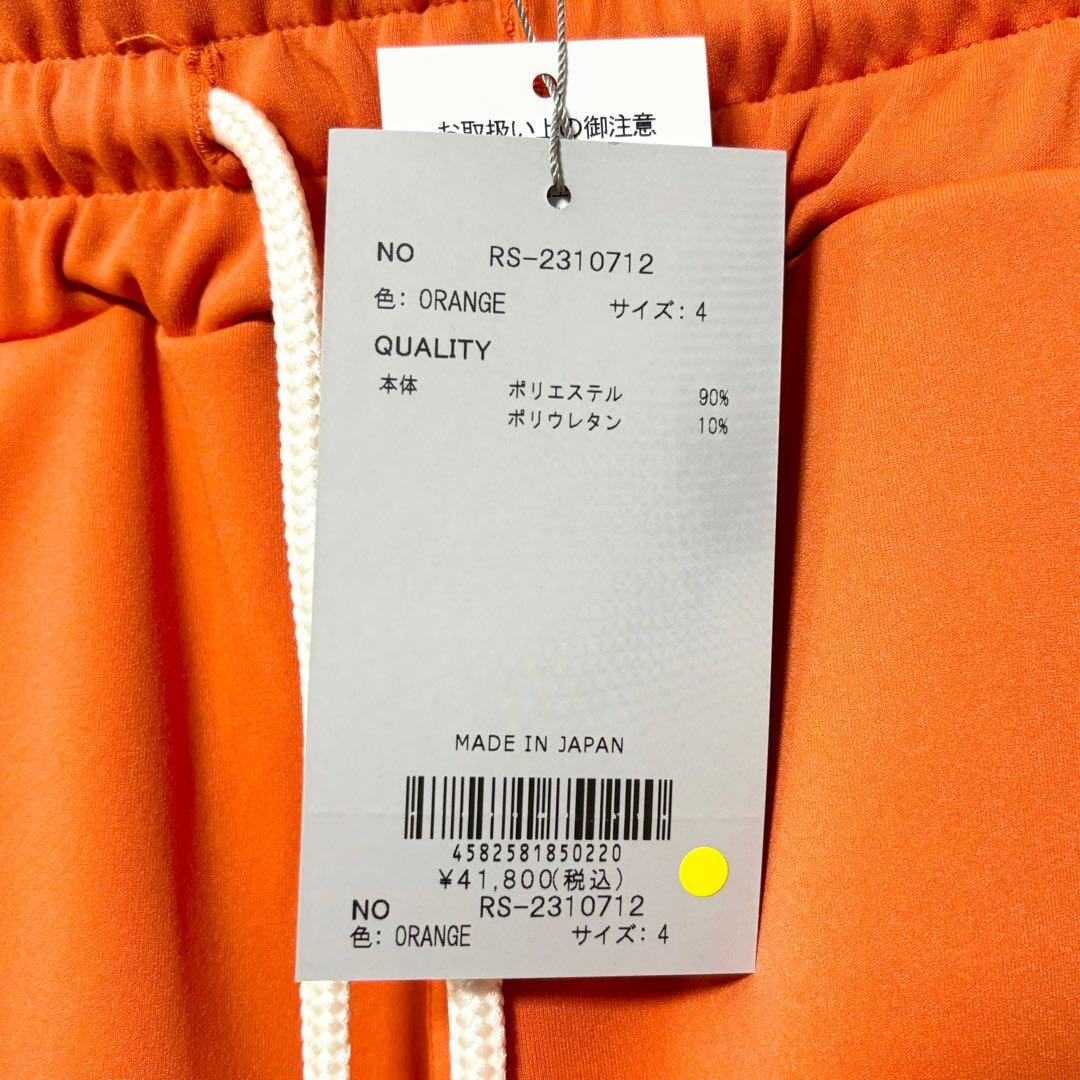 お取扱い上の御注意
NO RS-2310712
色: ORANGE サイズ: 4
QUALITY
本体 ポリエステル 90%
ポリウレタン 10%
MADE IN JAPAN
4582581850220
¥41,800(税込)
NO RS-2310712
色: ORANGE サイズ: 4